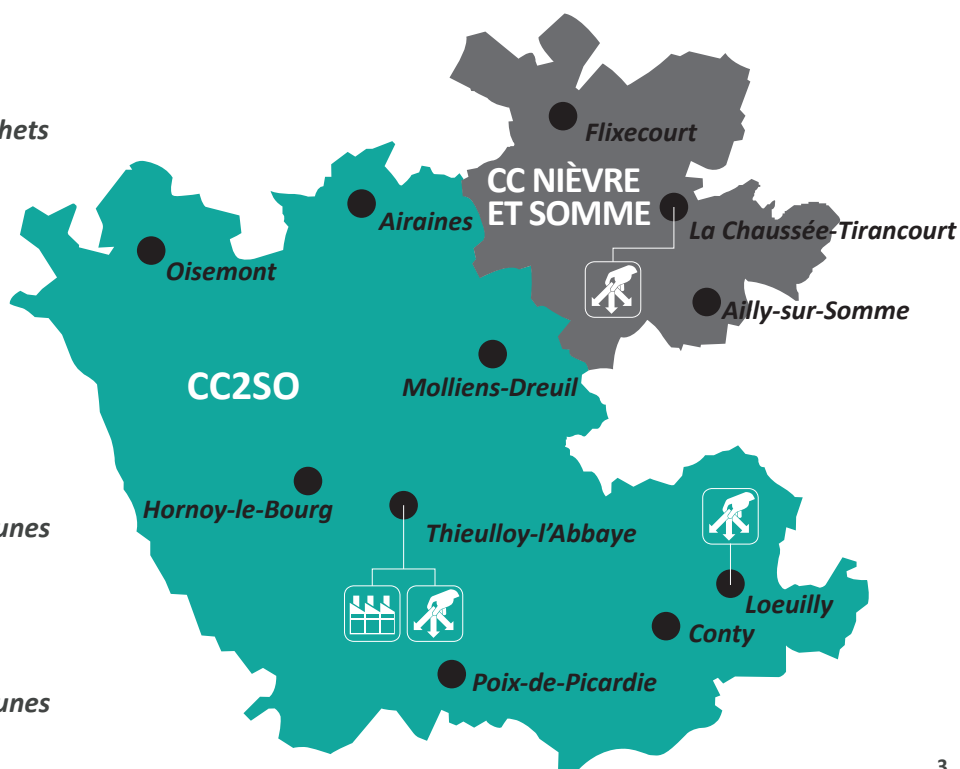 hets
Flixecourt
CC NIÈVRE
ET SOMME
Airaines
La Chaussée-Tirancourt
Oisemont
Ailly-sur-Somme
Molliens-Dreuil
CC2SO
Hornoy-le-Bourg
unes
Thieulloy-l’Abbaye
Loeuilly
Conty
Poix-de-Picardie
unes
3